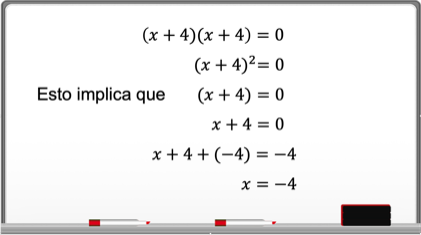 (x + 4)(x + 4) = 0
(x + 4)²= 0
Esto implica que (x + 4) = 0
x + 4 = 0
x + 4 + (−4) = −4
x = −4